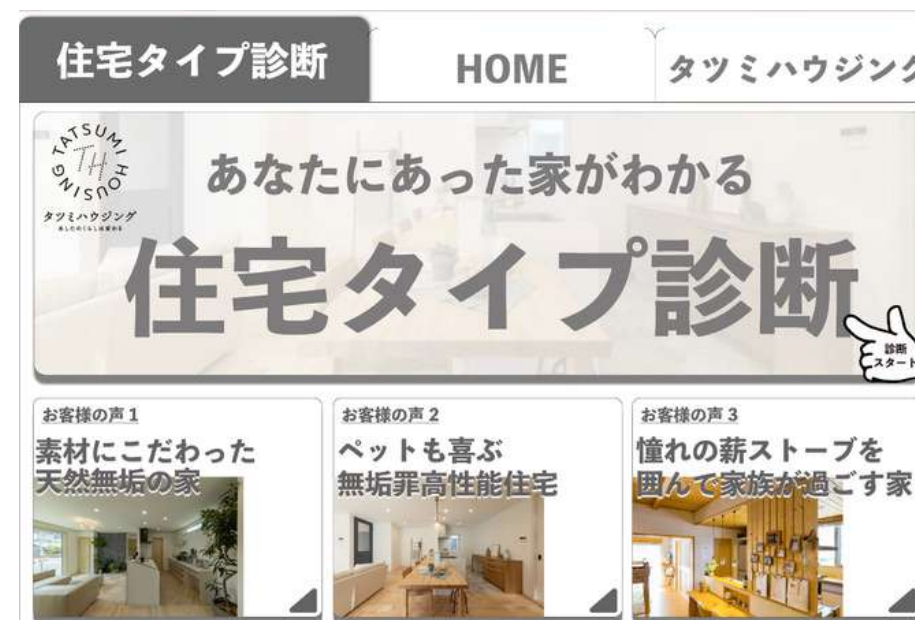 住宅タイプ診断
HOME
タツミハウジング
TATSUMI HOUSING
TH
タツミハウジング
あなたにあった家がわかる
住宅タイプ診断
診断
スタート
お客様の声1
素材にこだわった
天然無垢の家
お客様の声2
ペットも喜ぶ
無垢罪高性能住宅
お客様の声3
憧れの薪ストーブを
囲んで家族が過ごす家